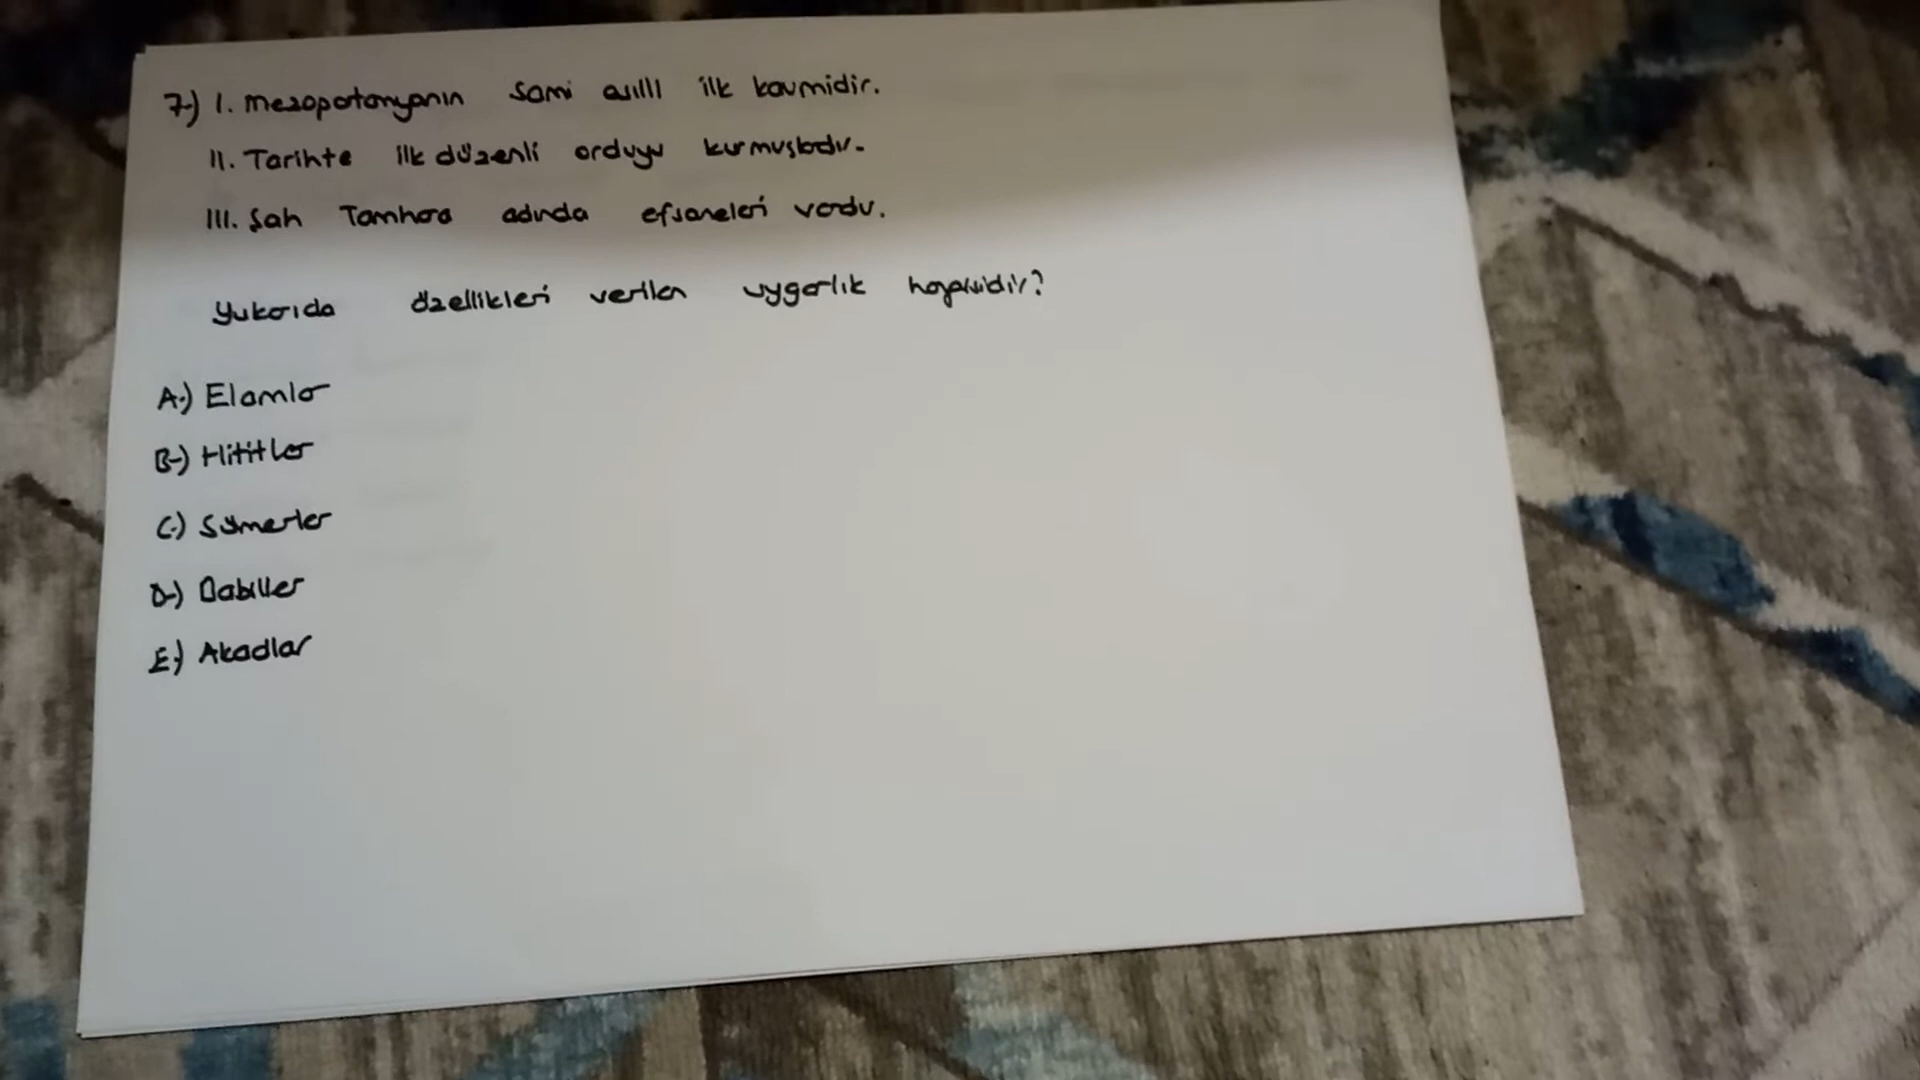 7-) I. Mezopotamyanın Sami asıllı ilk kavmidir.
II. Tarihte ilk düzenli orduyu kurmuşlardır.
III. Şah Tamhara adında efsaneleri vardır.
Yukarıda özellikleri verilen uygarlık hangisidir?
A-) Elamlar
B-) Hititler
C-) Sümerler
D-) Babiller
E-) Akadlar